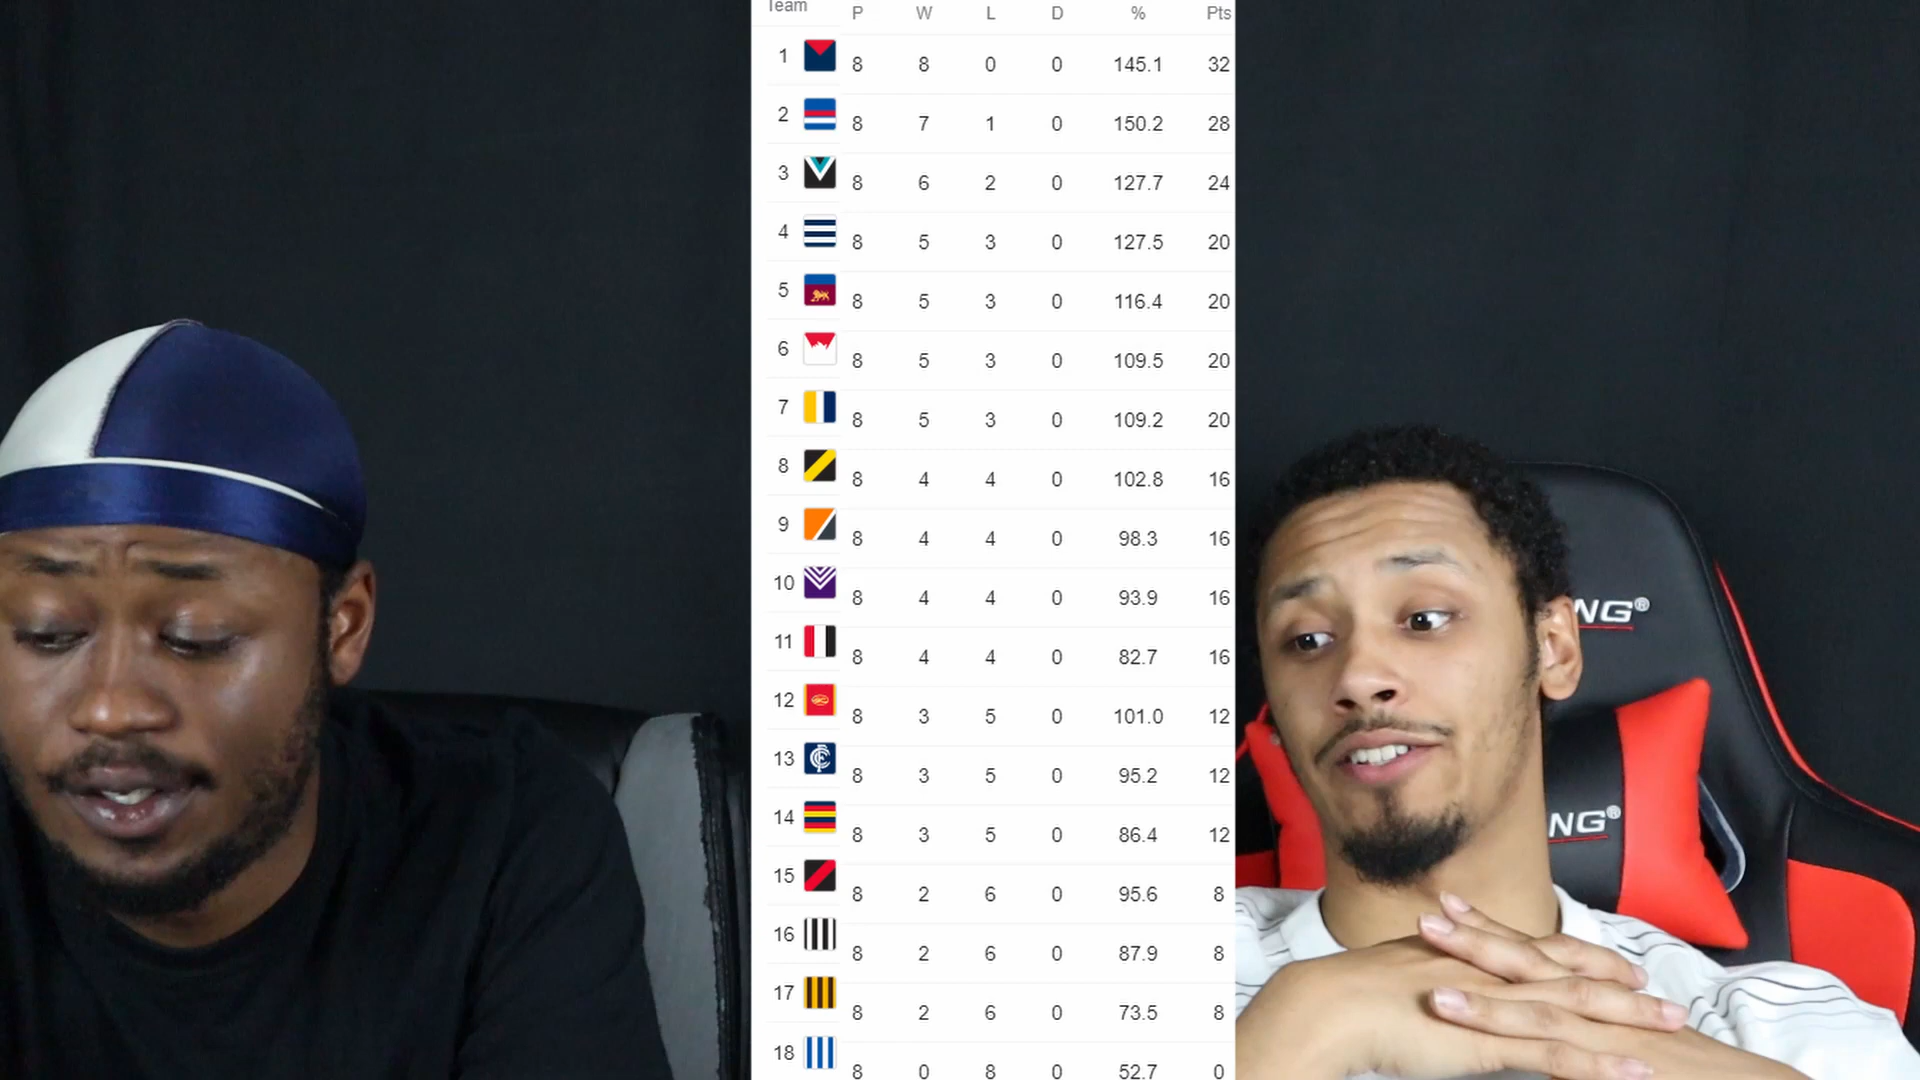 Team P W L D % Pts
1 8 8 0 0 145.1 32
2 8 7 1 0 150.2 28
3 8 6 2 0 127.7 24
4 8 5 3 0 127.5 20
5 8 5 3 0 116.4 20
6 8 5 3 0 109.5 20
7 8 5 3 0 109.2 20
8 8 4 4 0 102.8 16
9 8 4 4 0 98.3 16
10 8 4 4 0 93.9 16
11 8 4 4 0 82.7 16
12 8 3 5 0 101.0 12
13 8 3 5 0 95.2 12
14 8 3 5 0 86.4 12
15 8 2 6 0 95.6 8
16 8 2 6 0 87.9 8
17 8 2 6 0 73.5 8
18 8 0 8 0 52.7 0
NG®
NG®